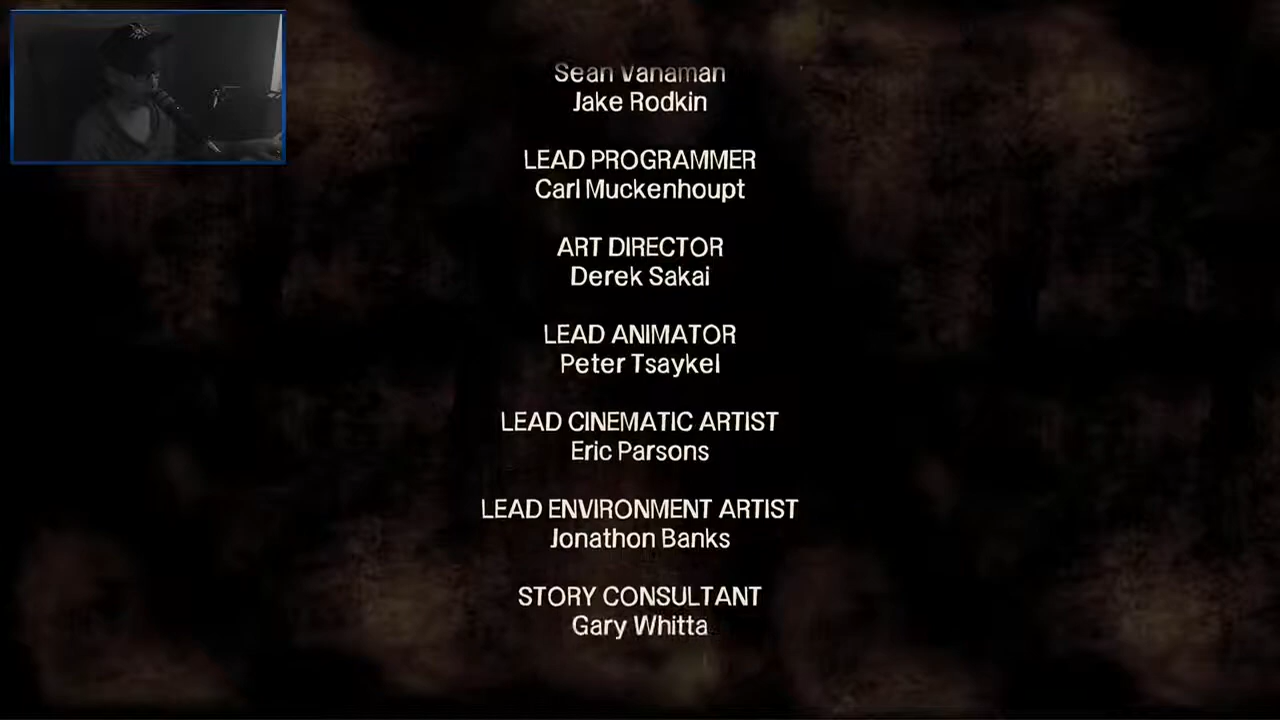 Sean Vanaman
Jake Rodkin
LEAD PROGRAMMER
Carl Muckenhoupt
ART DIRECTOR
Derek Sakai
LEAD ANIMATOR
Peter Tsaykel
LEAD CINEMATIC ARTIST
Eric Parsons
LEAD ENVIRONMENT ARTIST
Jonathon Banks
STORY CONSULTANT
Gary Whitta